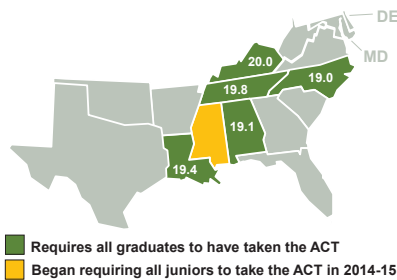 DE
MD
20.0
19.8
19.0
19.1
19.4
Requires all graduates to have taken the ACT
Began requiring all juniors to take the ACT in 2014-15